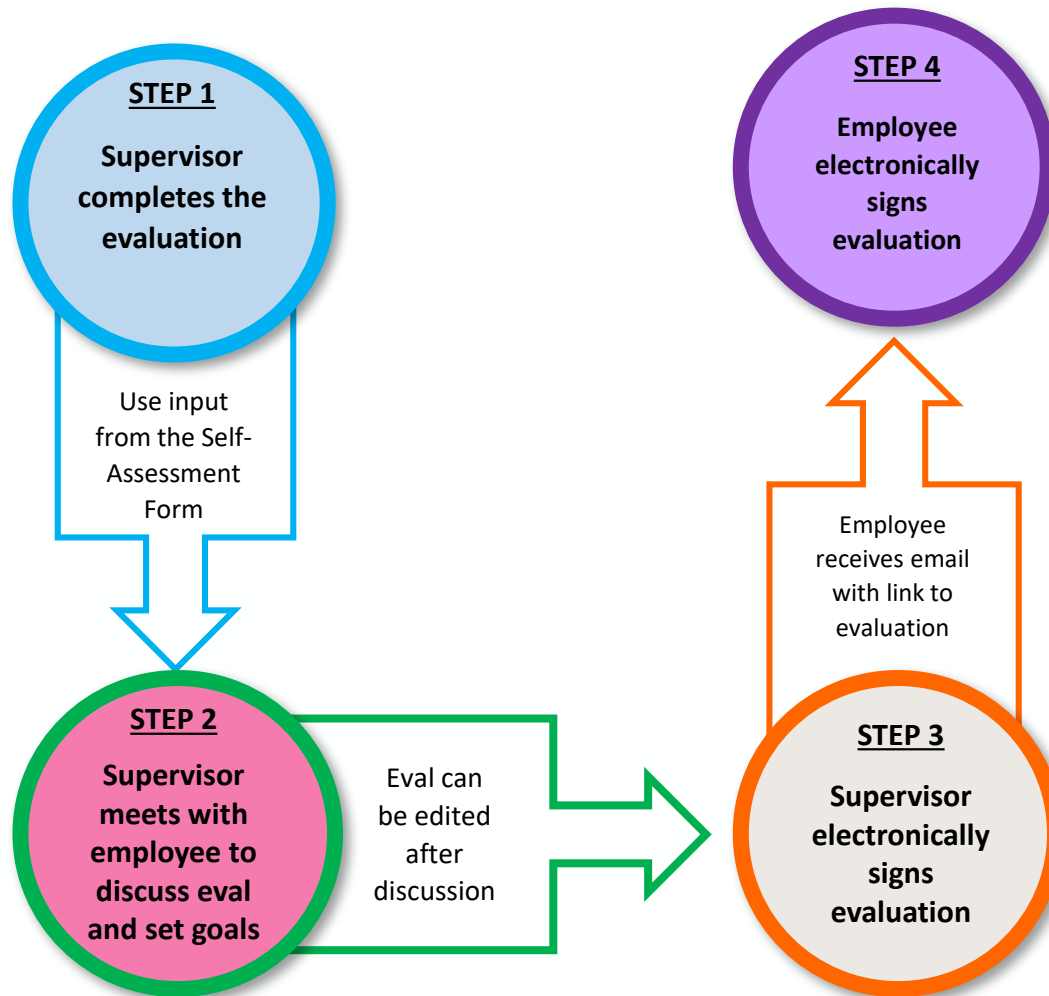 STEP 1
Supervisor
completes the
evaluation
Use input
from the Self-
Assessment
Form
STEP 2
Supervisor
meets with
employee to
discuss eval
and set goals
Eval can
be edited
after
discussion
STEP 3
Supervisor
electronically
signs
evaluation
Employee
receives email
with link to
evaluation
STEP 4
Employee
electronically
signs
evaluation